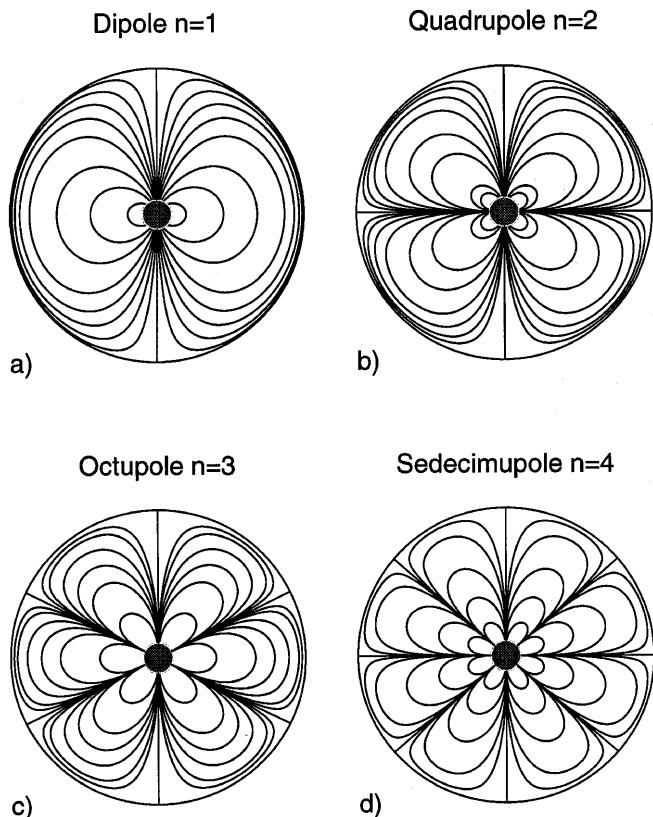 Dipole n=1
Quadrupole n=2
a)
b)
Octupole n=3
Sedecimupole n=4
c)
d)